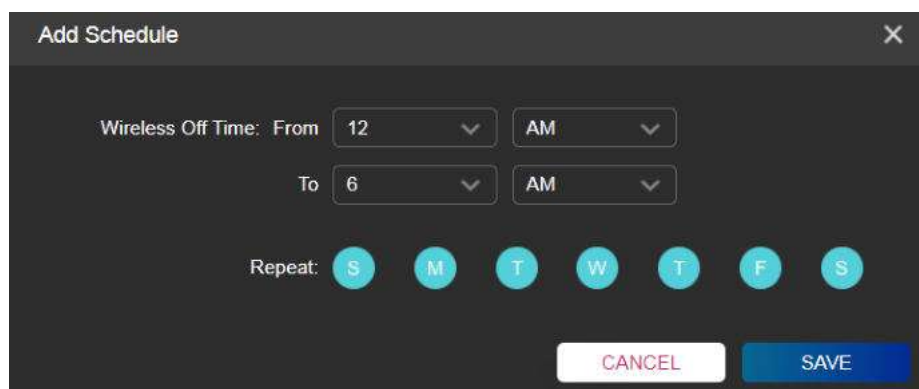 Add Schedule
Wireless Off Time: From 12 AM
To 6 AM
Repeat: S M T W T F S
CANCEL SAVE